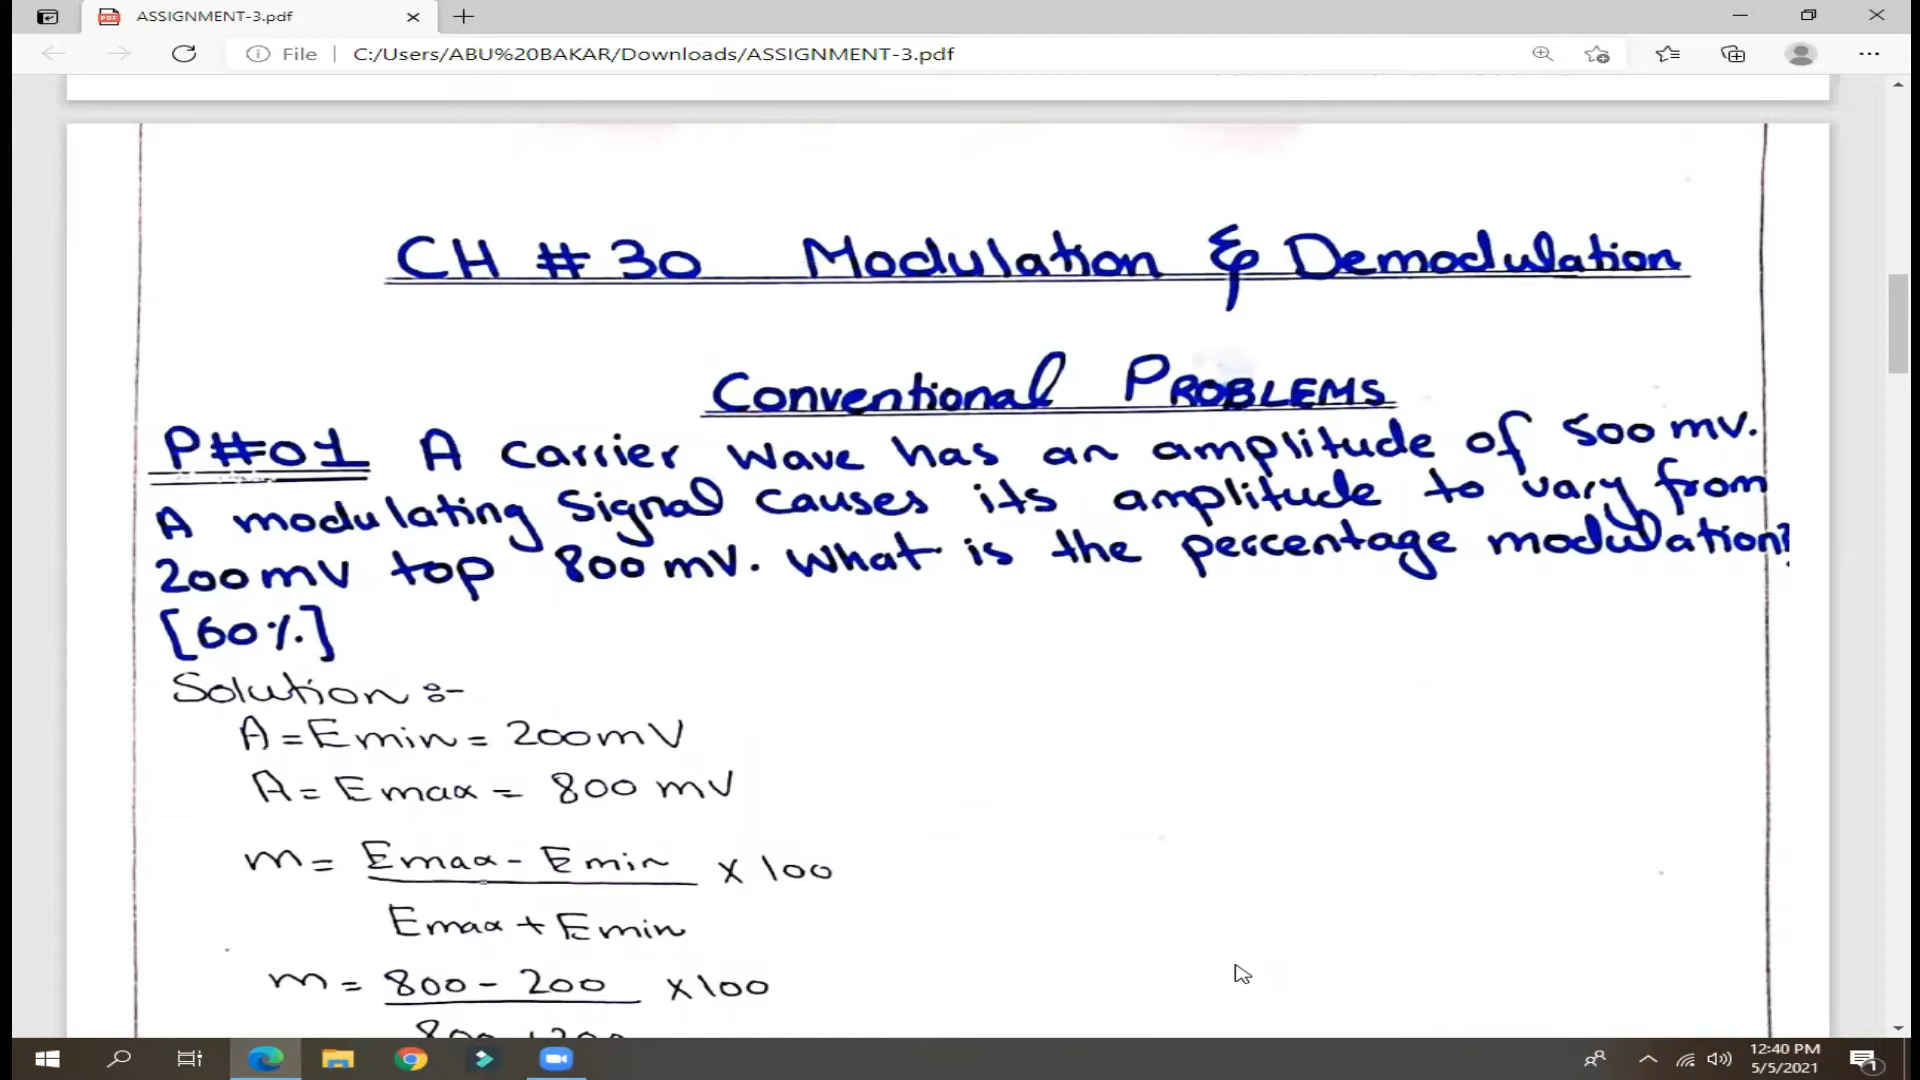 ASSIGNMENT-3.pdf
File
C:/Users/ABU%20BAKAR/Downloads/ASSIGNMENT-3.pdf
CH # 30 Modulation & Demodulation
Conventional PROBLEMS
P#01 A carrier wave has an amplitude of 500 mv.
A modulating signal causes its amplitude to vary from
200mV top 800mV. What is the percentage modulation?
[60%]
Solution :-
A = Emin = 200mV
A = Emax = 800 mV
m = Emax - Emin x 100
Emax + Emin
m = 800 - 200 x100
800 + 200
12:40 PM
5/5/2021
1